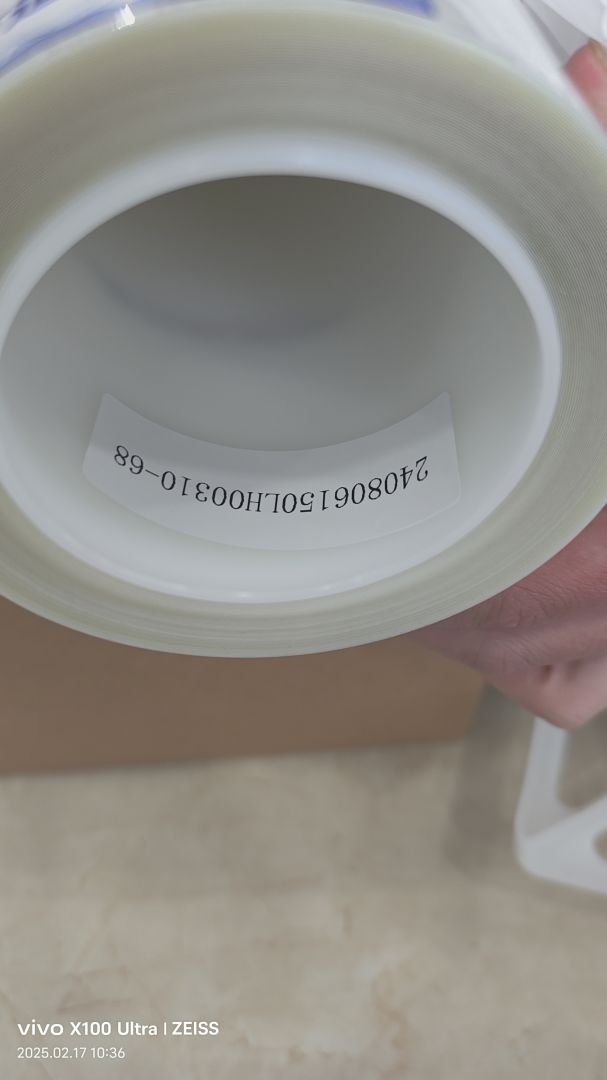 240806150LH00310-68
vivo X100 Ultra | ZEISS
2025.02.17 10:36